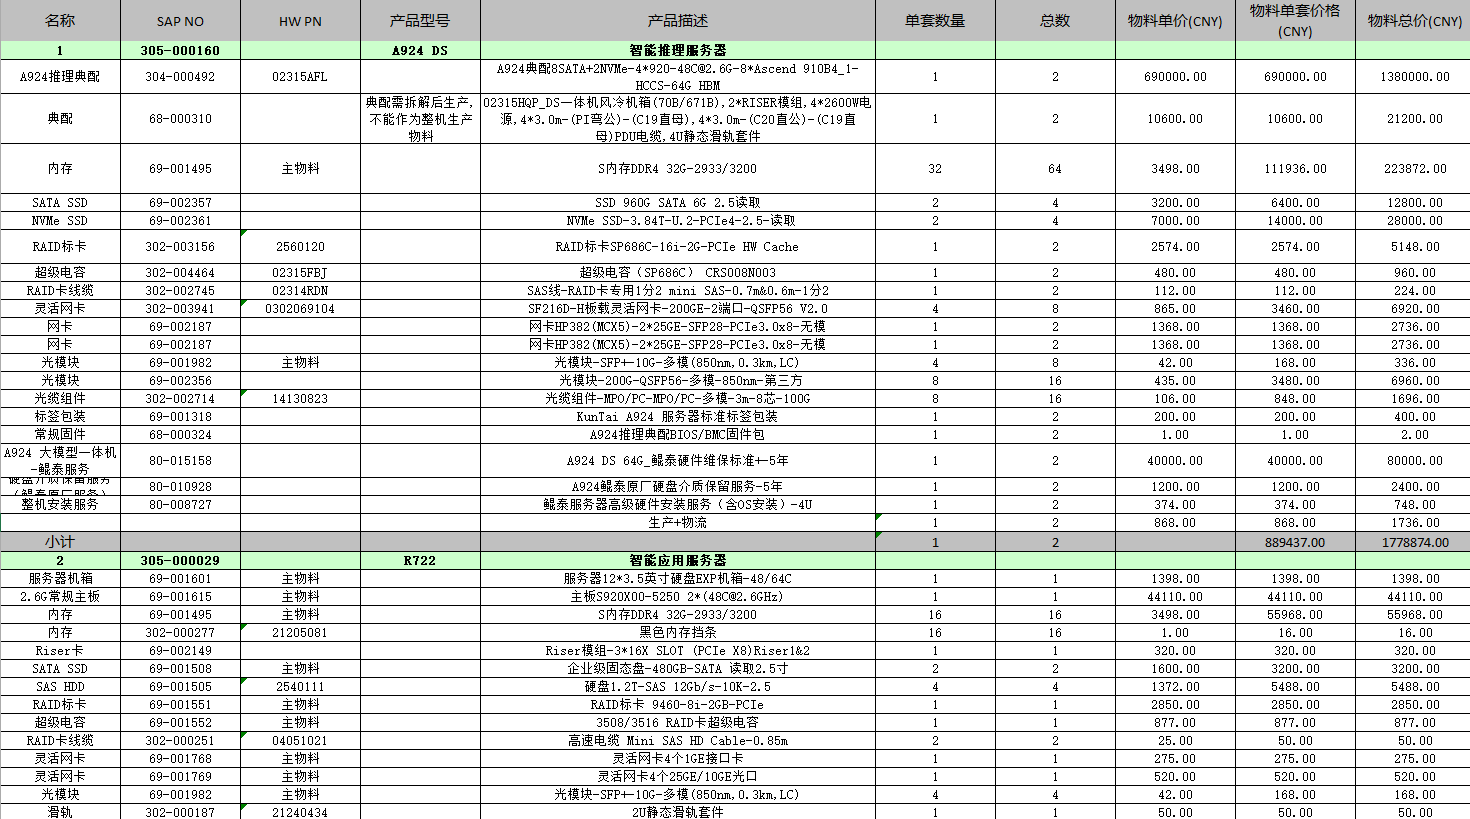 名称 SAP NO HW PN 产品型号 产品描述 单套数量 总数 物料单价(CNY) 物料单套价格(CNY) 物料总价(CNY)
1 305-000160 A924 DS 智能推理服务器
A924推理典配 304-000492 02315AFL A924典配8SATA+2NVMe-4*920-48C@2.6G-8*Ascend 910B4_1-HCCS-64G HBM 1 2 690000.00 690000.00 1380000.00
典配 68-000310 典配需拆解后生产,不能作为整机生产物料 02315HQP_DS一体机风冷机箱(70B/671B),2*RISER模组,4*2600W电源,4*3.0m-(PI弯公)-(C19直母),4*3.0m-(C20直公)-(C19直母)PDU电缆,4U静态滑轨套件 1 2 10600.00 10600.00 21200.00
内存 69-001495 主物料 S内存DDR4 32G-2933/3200 32 64 3498.00 111936.00 223872.00
SATA SSD 69-002357 SSD 960G SATA 6G 2.5读取 2 4 3200.00 6400.00 12800.00
NVMe SSD 69-002361 NVMe SSD-3.84T-U.2-PCIe4-2.5-读取 2 4 7000.00 14000.00 28000.00
RAID标卡 302-003156 2560120 RAID标卡SP686C-16i-2G-PCIe HW Cache 1 2 2574.00 2574.00 5148.00
超级电容 302-004464 02315FBJ 超级电容（SP686C） CRS008N003 1 2 480.00 480.00 960.00
RAID卡线缆 302-002745 02314RDN SAS线-RAID卡专用1分2 mini SAS-0.7m&0.6m-1分2 1 2 112.00 112.00 224.00
灵活网卡 302-003941 0302069104 SF216D-H板载灵活网卡-200GE-2端口-QSFP56 V2.0 4 8 865.00 3460.00 6920.00
网卡 69-002187 网卡HP382(MCX5)-2*25GE-SFP28-PCIe3.0x8-无模 1 2 1368.00 1368.00 2736.00
网卡 69-002187 网卡HP382(MCX5)-2*25GE-SFP28-PCIe3.0x8-无模 1 2 1368.00 1368.00 2736.00
光模块 69-001982 主物料 光模块-SFP+-10G-多模(850nm,0.3km,LC) 4 8 42.00 168.00 336.00
光模块 69-002356 光模块-200G-QSFP56-多模-850nm-第三方 8 16 435.00 3480.00 6960.00
光缆组件 302-002714 14130823 光缆组件-MPO/PC-MPO/PC-多模-3m-8芯-100G 8 16 106.00 848.00 1696.00
标签包装 69-001318 KunTai A924 服务器标准标签包装 1 2 200.00 200.00 400.00
常规固件 68-000324 A924推理典配BIOS/BMC固件包 1 2 1.00 1.00 2.00
A924 大模型一体机-鲲泰服务 80-015158 A924 DS 64G_鲲泰硬件维保标准+-5年 1 2 40000.00 40000.00 80000.00
硬盘介质保留服务（鲲泰原厂服务） 80-010928 A924鲲泰原厂硬盘介质保留服务-5年 1 2 1200.00 1200.00 2400.00
整机安装服务 80-008727 鲲泰服务器高级硬件安装服务（含OS安装）-4U 1 2 374.00 374.00 748.00
生产+物流 1 2 868.00 868.00 1736.00
小计 1 2 889437.00 1778874.00
2 305-000029 R722 智能应用服务器
服务器机箱 69-001601 主物料 服务器12*3.5英寸硬盘EXP机箱-48/64C 1 1 1398.00 1398.00 1398.00
2.6G常规主板 69-001615 主物料 主板S920X00-5250 2*(48C@2.6GHz) 1 1 44110.00 44110.00 44110.00
内存 69-001495 主物料 S内存DDR4 32G-2933/3200 16 16 3498.00 55968.00 55968.00
内存 302-000277 21205081 黑色内存挡条 16 16 1.00 16.00 16.00
Riser卡 69-002149 Riser模组-3*16X SLOT (PCIe X8)Riser1&2 1 1 320.00 320.00 320.00
SATA SSD 69-001508 主物料 企业级固态盘-480GB-SATA 读取2.5寸 2 2 1600.00 3200.00 3200.00
SAS HDD 69-001505 2540111 硬盘1.2T-SAS 12Gb/s-10K-2.5 4 4 1372.00 5488.00 5488.00
RAID标卡 69-001551 主物料 RAID标卡 9460-8i-2GB-PCIe 1 1 2850.00 2850.00 2850.00
超级电容 69-001552 主物料 3508/3516 RAID卡超级电容 1 1 877.00 877.00 877.00
RAID卡线缆 302-000251 04051021 高速电缆 Mini SAS HD Cable-0.85m 2 2 25.00 50.00 50.00
灵活网卡 69-001768 主物料 灵活网卡4个1GE接口卡 1 1 275.00 275.00 275.00
灵活网卡 69-001769 主物料 灵活网卡4个25GE/10GE光口 1 1 520.00 520.00 520.00
光模块 69-001982 主物料 光模块-SFP+-10G-多模(850nm,0.3km,LC) 4 4 42.00 168.00 168.00
滑轨 302-000187 21240434 2U静态滑轨套件 1 1 50.00 50.00 50.00